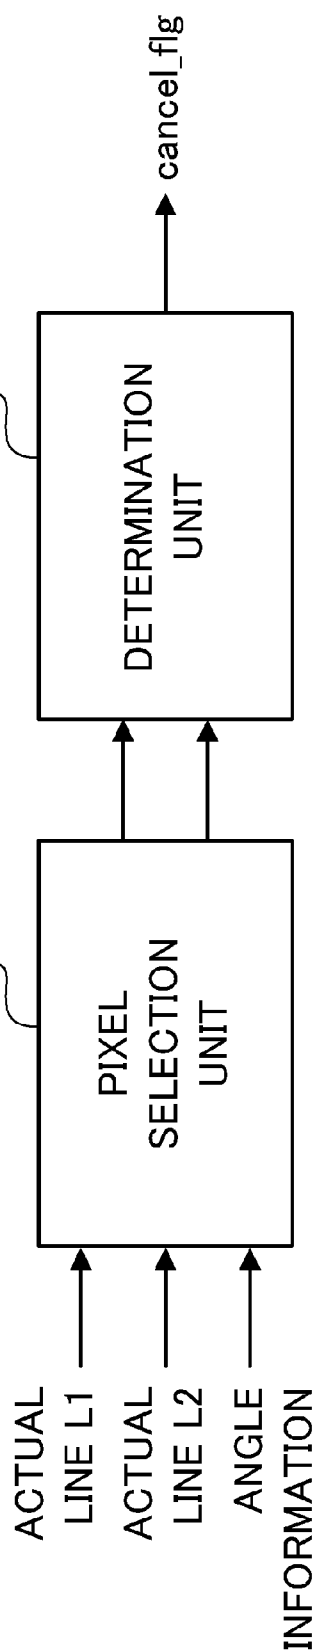 ACTUAL
LINE L1
ACTUAL
LINE L2
ANGLE
INFORMATION
PIXEL
SELECTION
UNIT
DETERMINATION
UNIT
cancel_flg